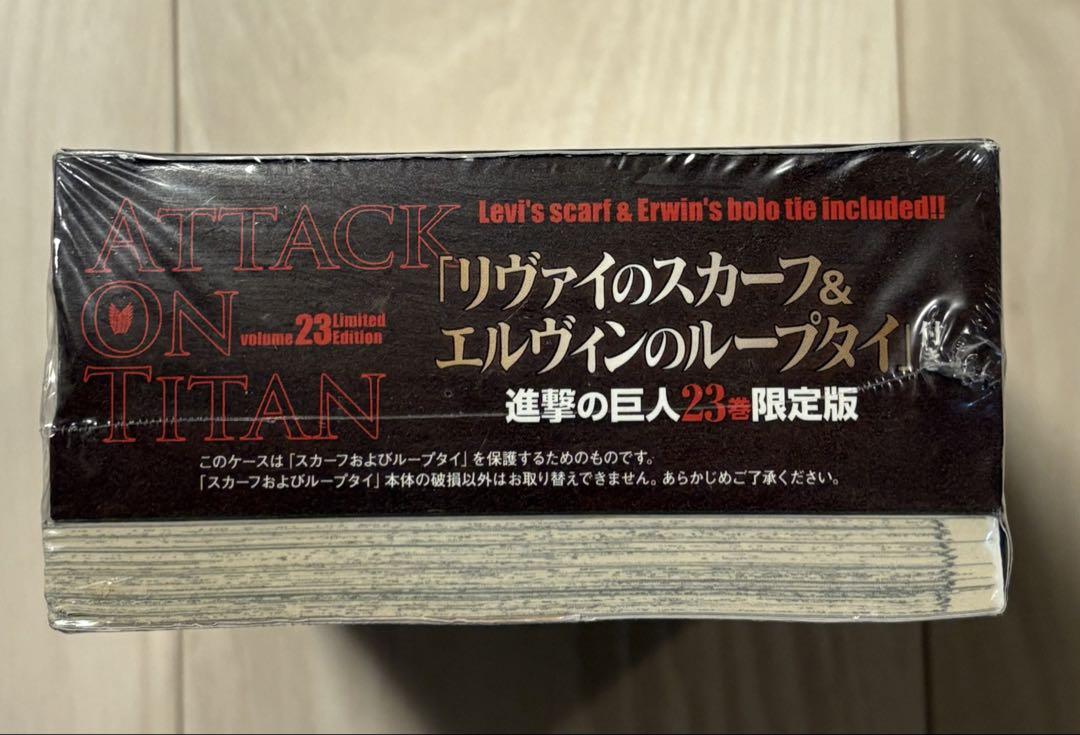 ATTACK
ON
TITAN
volume 23 Limited
Edition
Levi's scarf & Erwin's bolo tie included!!
「リヴァイのスカーフ&
エルヴィンのループタイ」
進撃の巨人23巻限定版
このケースは「スカーフおよびループタイ」を保護するためのものです。
「スカーフおよびループタイ」本体の破損以外はお取り替えできません。あらかじめご了承ください。